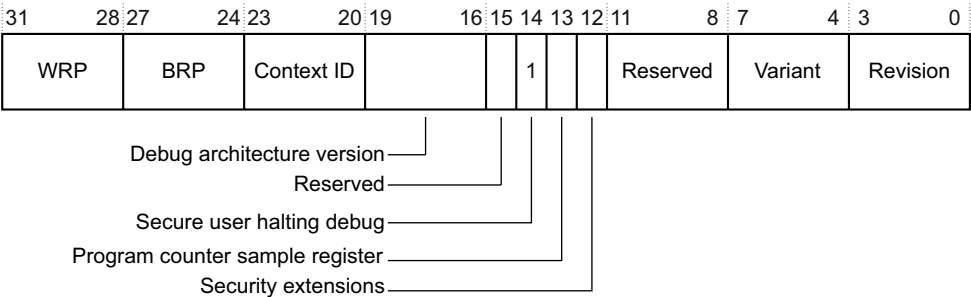 31 28 27 24 23 20 19 16 15 14 13 12 11 8 7 4 3 0
WRP BRP Context ID 1 Reserved Variant Revision
Debug architecture version
Reserved
Secure user halting debug
Program counter sample register
Security extensions